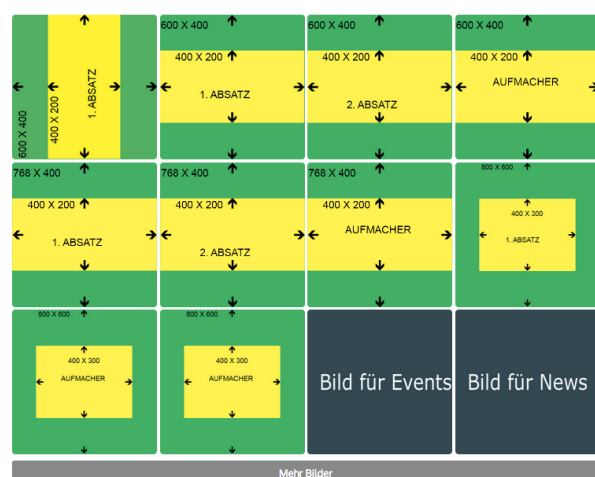 600 X 400
400 X 200
1. ABSATZ
600 X 400
400 X 200
1. ABSATZ
600 X 400
400 X 200
2. ABSATZ
600 X 400
400 X 200
AUFMACHER
768 X 400
400 X 200
1. ABSATZ
768 X 400
400 X 200
2. ABSATZ
768 X 400
400 X 200
AUFMACHER
800 X 600
400 X 300
1. ABSATZ
800 X 600
400 X 300
AUFMACHER
800 X 600
400 X 300
AUFMACHER
Bild für Events
Bild für News
Mehr Bilder